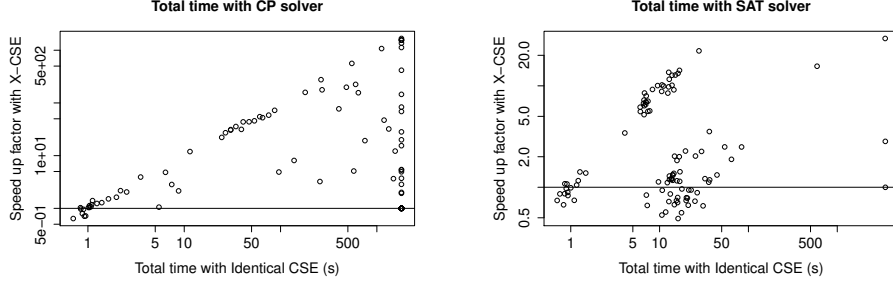 Total time with CP solver
Speed up factor with X-CSE
5e+02
1e+01
5e−01
1
5
10
50
500
Total time with Identical CSE (s)
Total time with SAT solver
Speed up factor with X-CSE
20.0
5.0
2.0
1.0
0.5
1
5
10
50
500
Total time with Identical CSE (s)